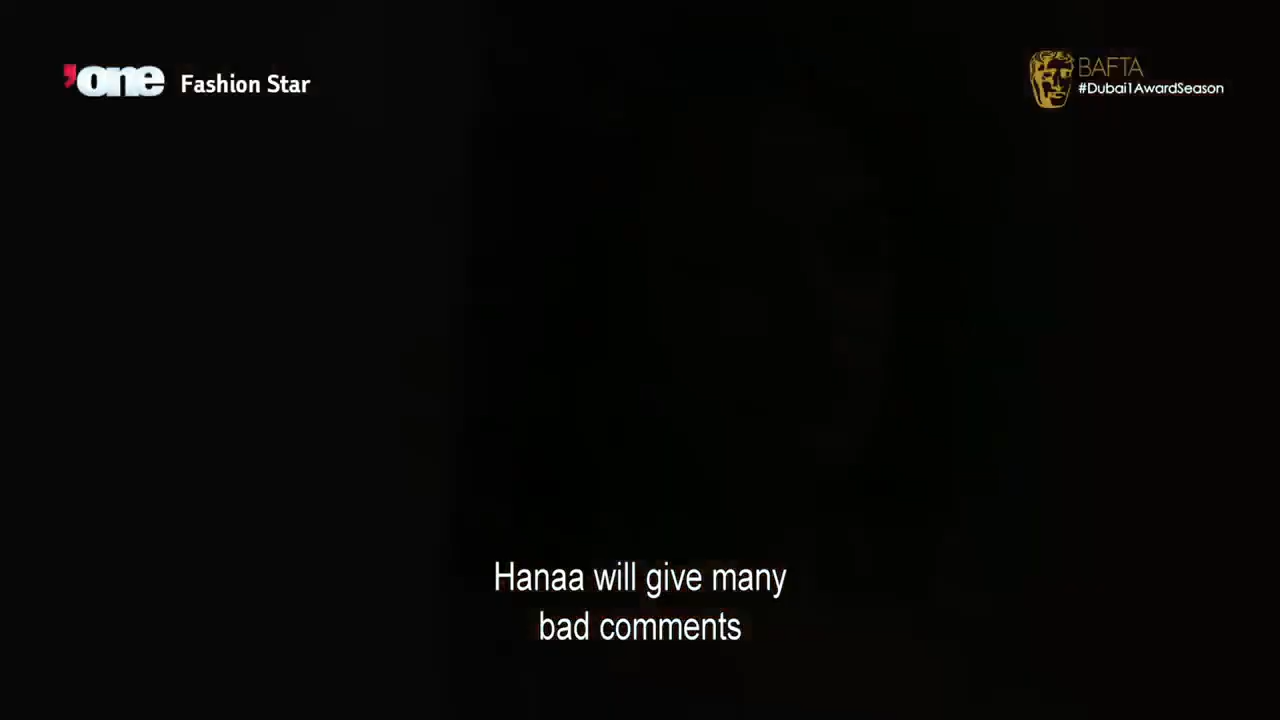 'one Fashion Star
BAFTA
#Dubai1AwardSeason
Hanaa will give many
bad comments